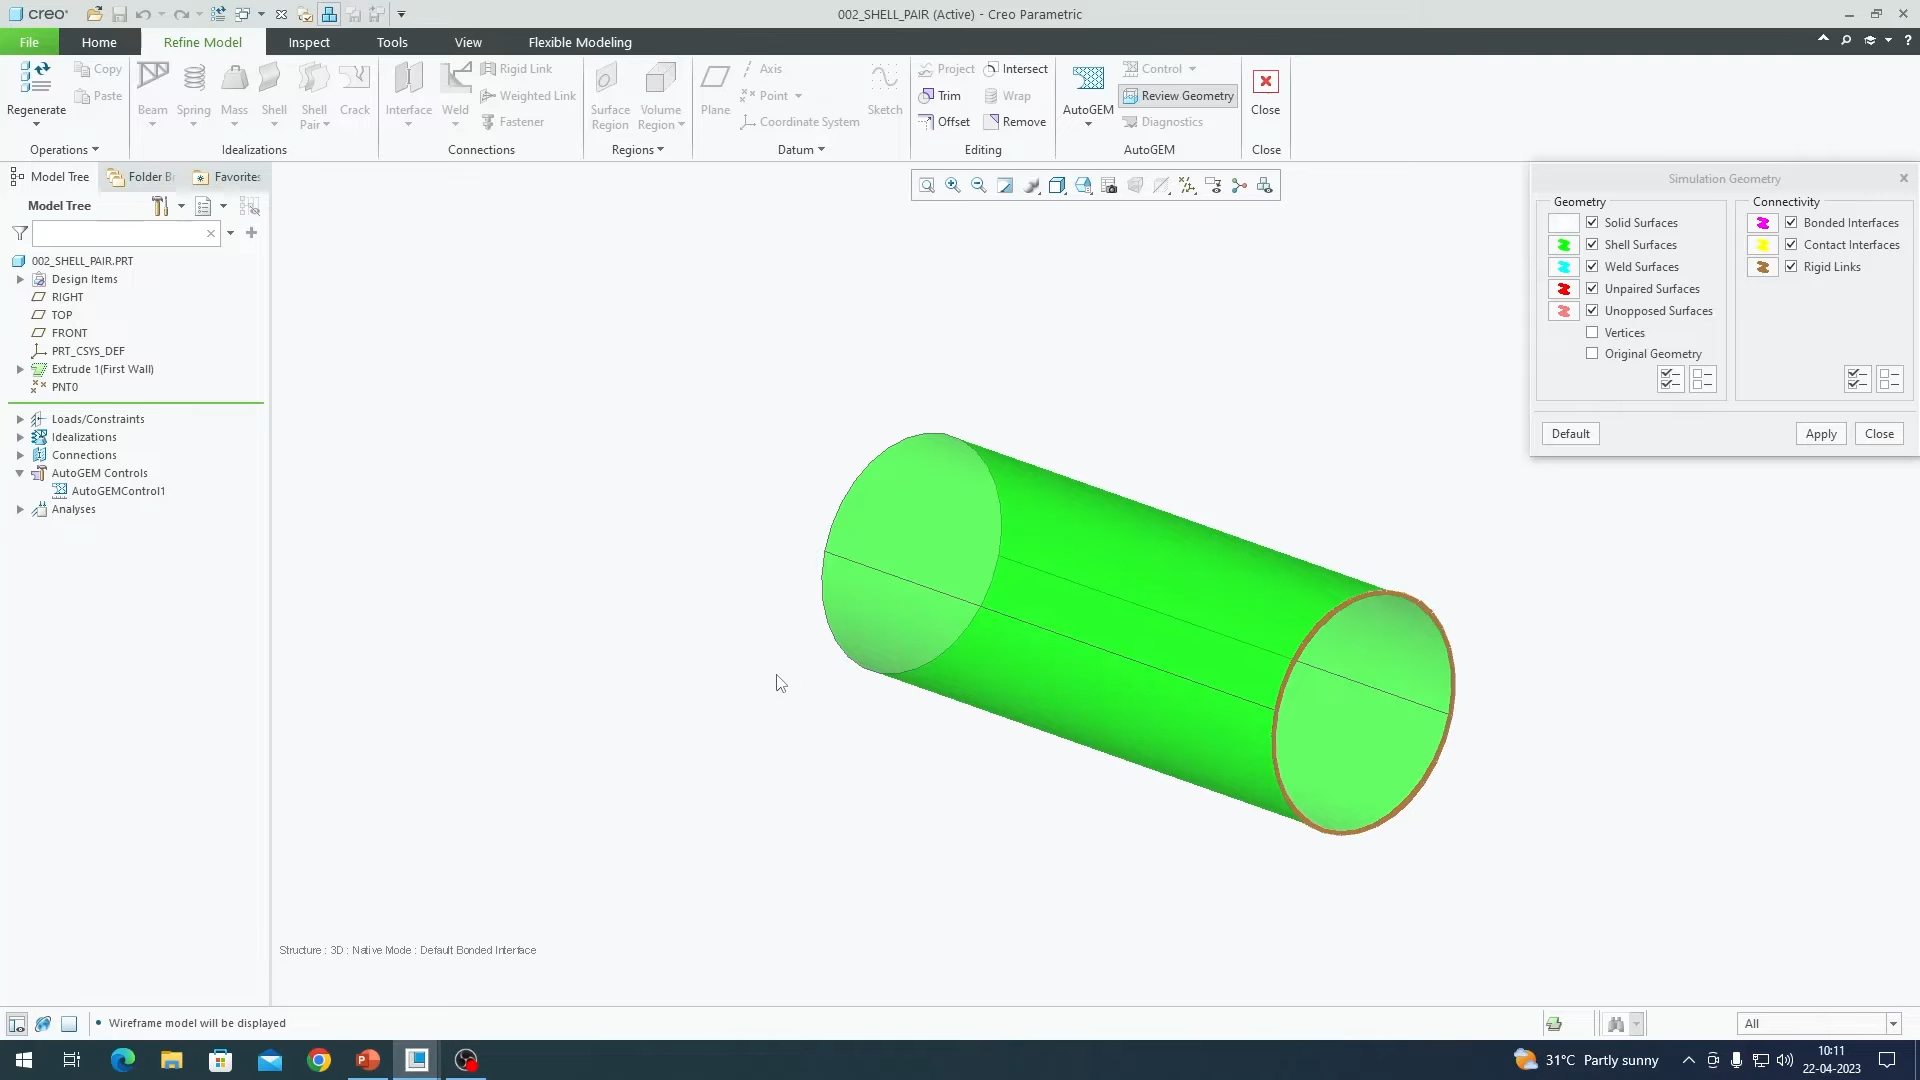 creo
002_SHELL_PAIR (Active) - Creo Parametric
File Home Refine Model Inspect Tools View Flexible Modeling
Regenerate
Copy
Paste
Operations
Beam Spring Mass Shell Shell Pair Crack
Idealizations
Interface Weld
Rigid Link
Weighted Link
Fastener
Connections
Surface Region Volume Region
Regions
Plane
Axis
Point
Coordinate System
Sketch
Datum
Project Intersect
Trim Wrap
Offset Remove
Editing
AutoGEM
Control
Review Geometry
Diagnostics
AutoGEM
Close
Close
Model Tree Folder B Favorites
Model Tree
002_SHELL_PAIR.PRT
Design Items
RIGHT
TOP
FRONT
PRT_CSYS_DEF
Extrude 1(First Wall)
PNT0
Loads/Constraints
Idealizations
Connections
AutoGEM Controls
AutoGEMControl1
Analyses
Simulation Geometry
Geometry
Solid Surfaces
Shell Surfaces
Weld Surfaces
Unpaired Surfaces
Unopposed Surfaces
Vertices
Original Geometry
Connectivity
Bonded Interfaces
Contact Interfaces
Rigid Links
Default Apply Close
Structure : 3D : Native Mode : Default Bonded Interface
Wireframe model will be displayed
All
31°C Partly sunny
10:11
22-04-2023